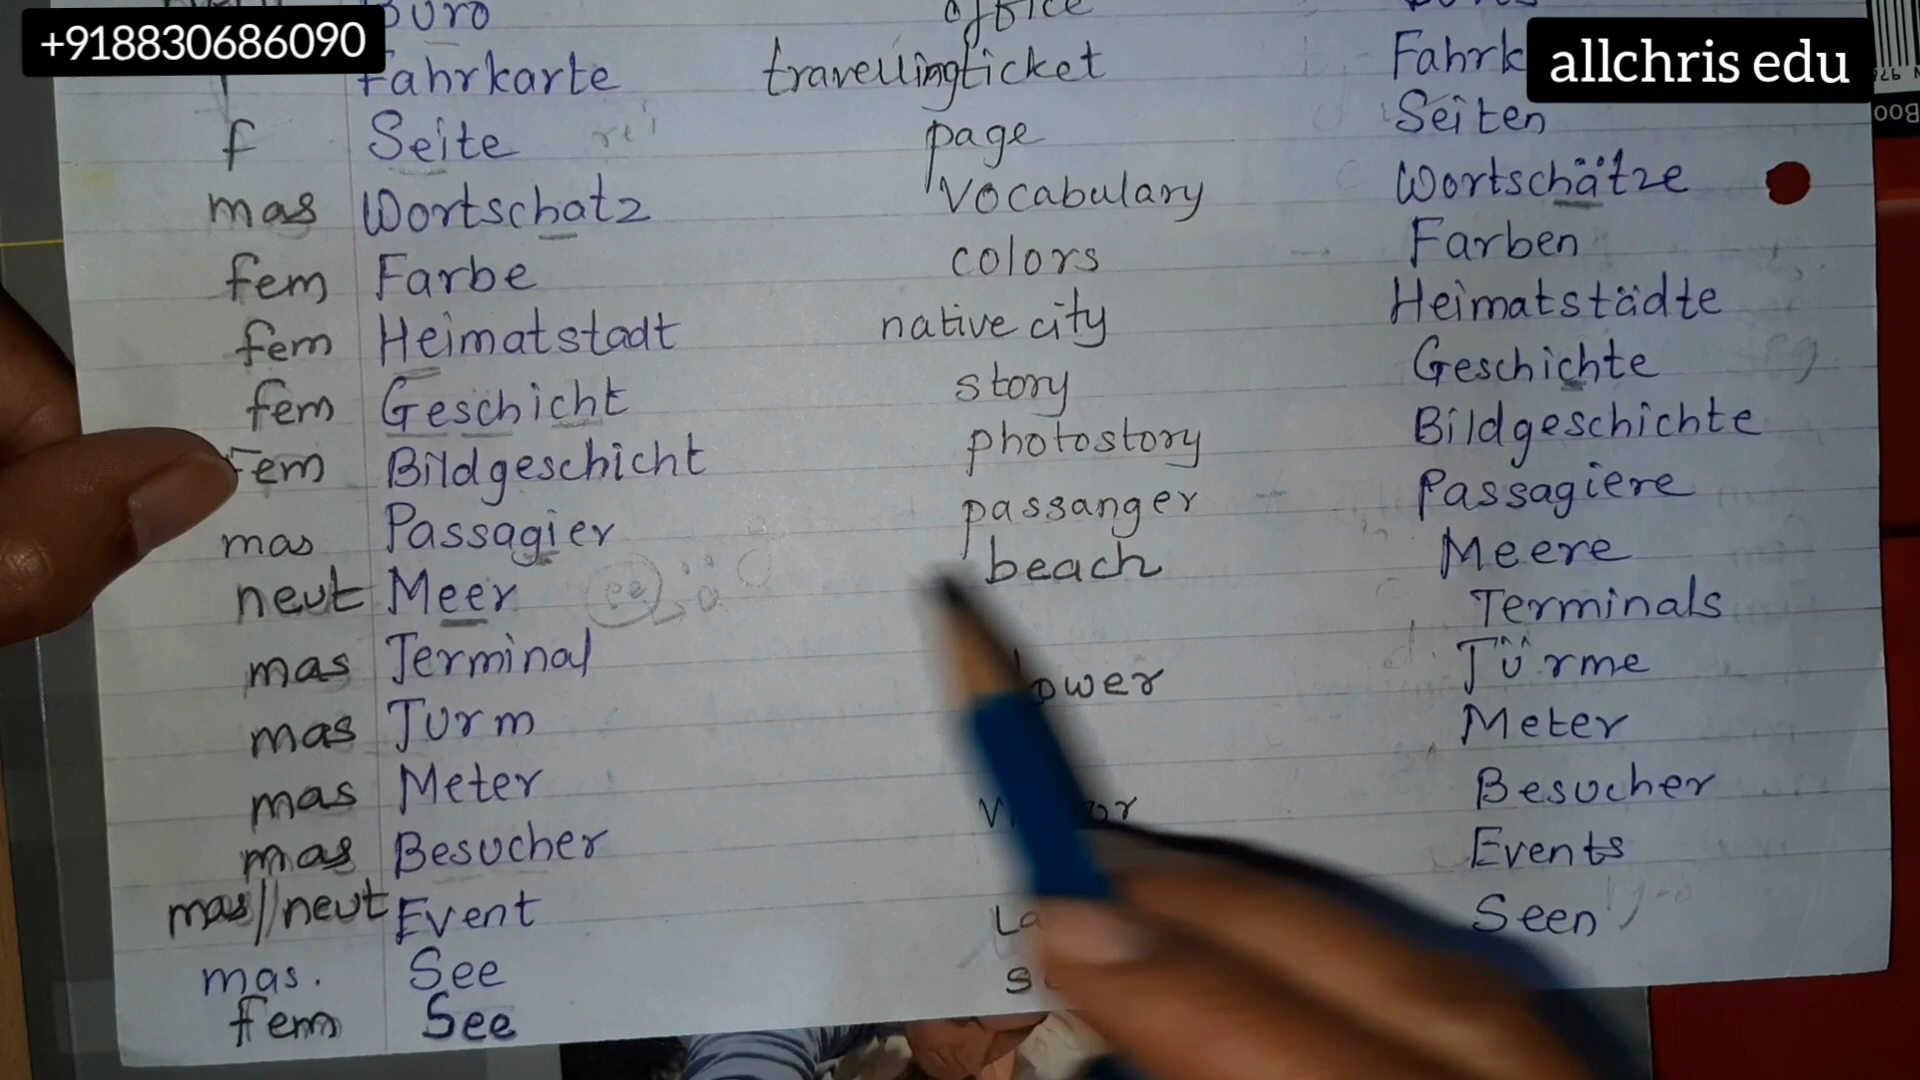 +918830686090
allchris edu
Büro office
Fahrkarte travelling ticket
f Seite page Seiten
mas Wortschatz vocabulary Wortschätze
fem Farbe colors Farben
fem Heimatstadt native city Heimatstädte
fem Geschicht story Geschichte
Fem Bildgeschicht photostory Bildgeschichte
mas Passagier passanger Passagiere
neut Meer beach Meere
mas Terminal Terminals
mas Turm Türme
mas Meter Meter
mas Besucher Besucher
mas//neut Event Events
mas. See Seen
fem See